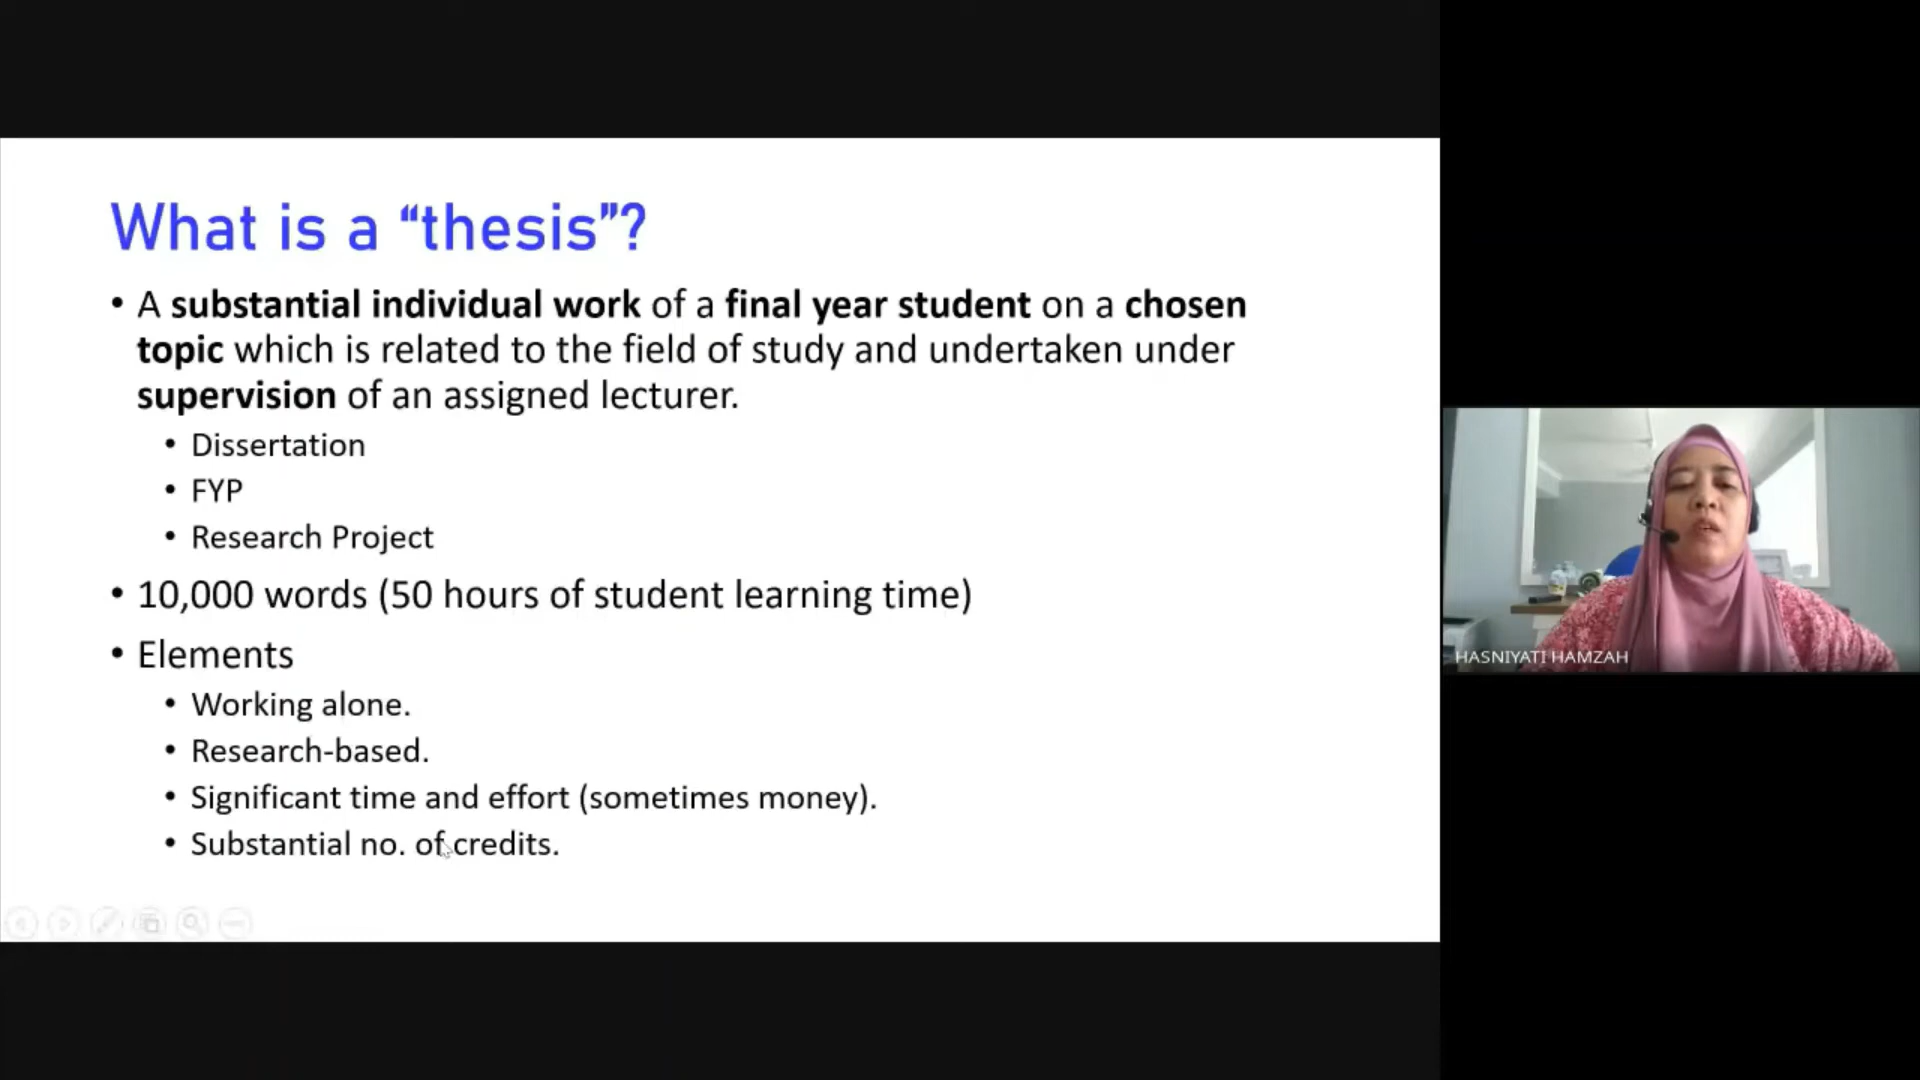 What is a “thesis”?
• A substantial individual work of a final year student on a chosen
topic which is related to the field of study and undertaken under
supervision of an assigned lecturer.
• Dissertation
• FYP
• Research Project
• 10,000 words (50 hours of student learning time)
• Elements
• Working alone.
• Research-based.
• Significant time and effort (sometimes money).
• Substantial no. of credits.
HASNIYATI HAMZAH